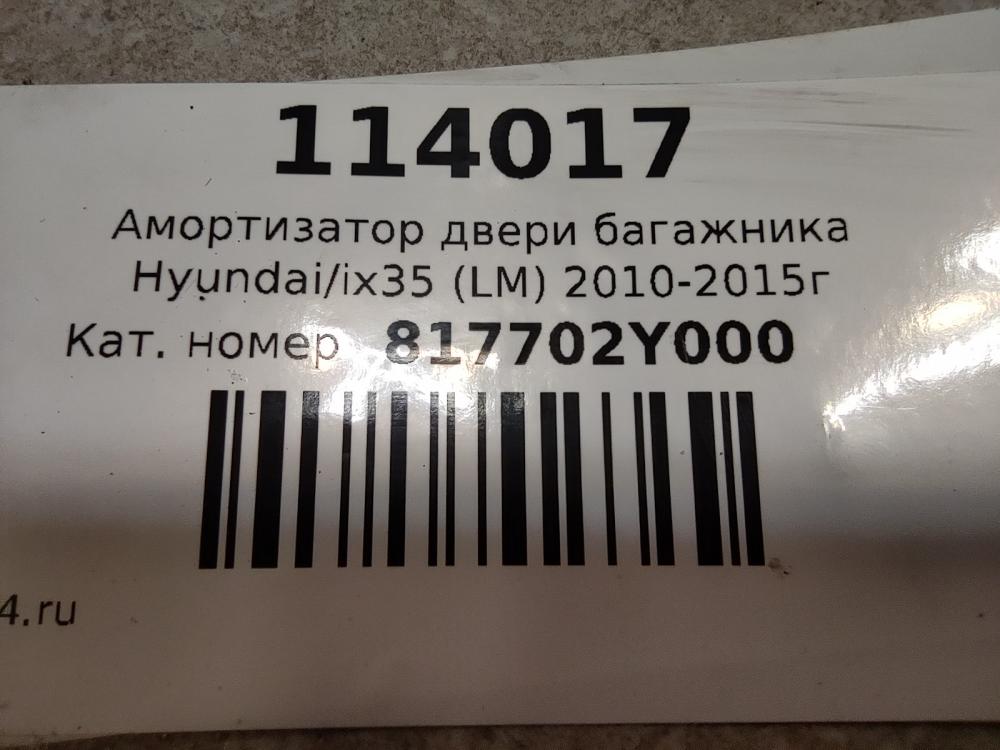 114017
Амортизатор двери багажника
Hyundai/ix35 (LM) 2010-2015г
Кат. номер 817702Y000
4.ru